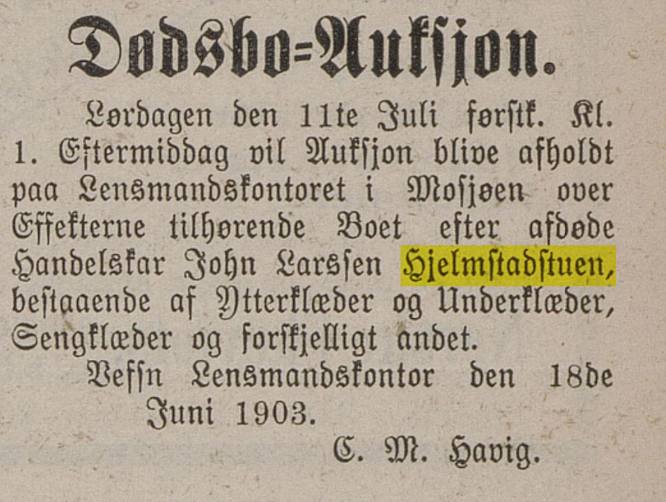 Dødsbo-Auksjon.
Lørdagen den 11te Juli førstk. Kl.
1. Eftermiddag vil Auksjon blive afholdt
paa Lensmandskontoret i Mosjøen over
Effekterne tilhørende Boet efter afdøde
Handelskar John Larssen Hjelmstadstuen,
bestaaende af Ytterklæder og Underklæder,
Sengklæder og forskjelligt andet.
Vefsn Lensmandskontor den 18de
Juni 1903.
C. M. Havig.